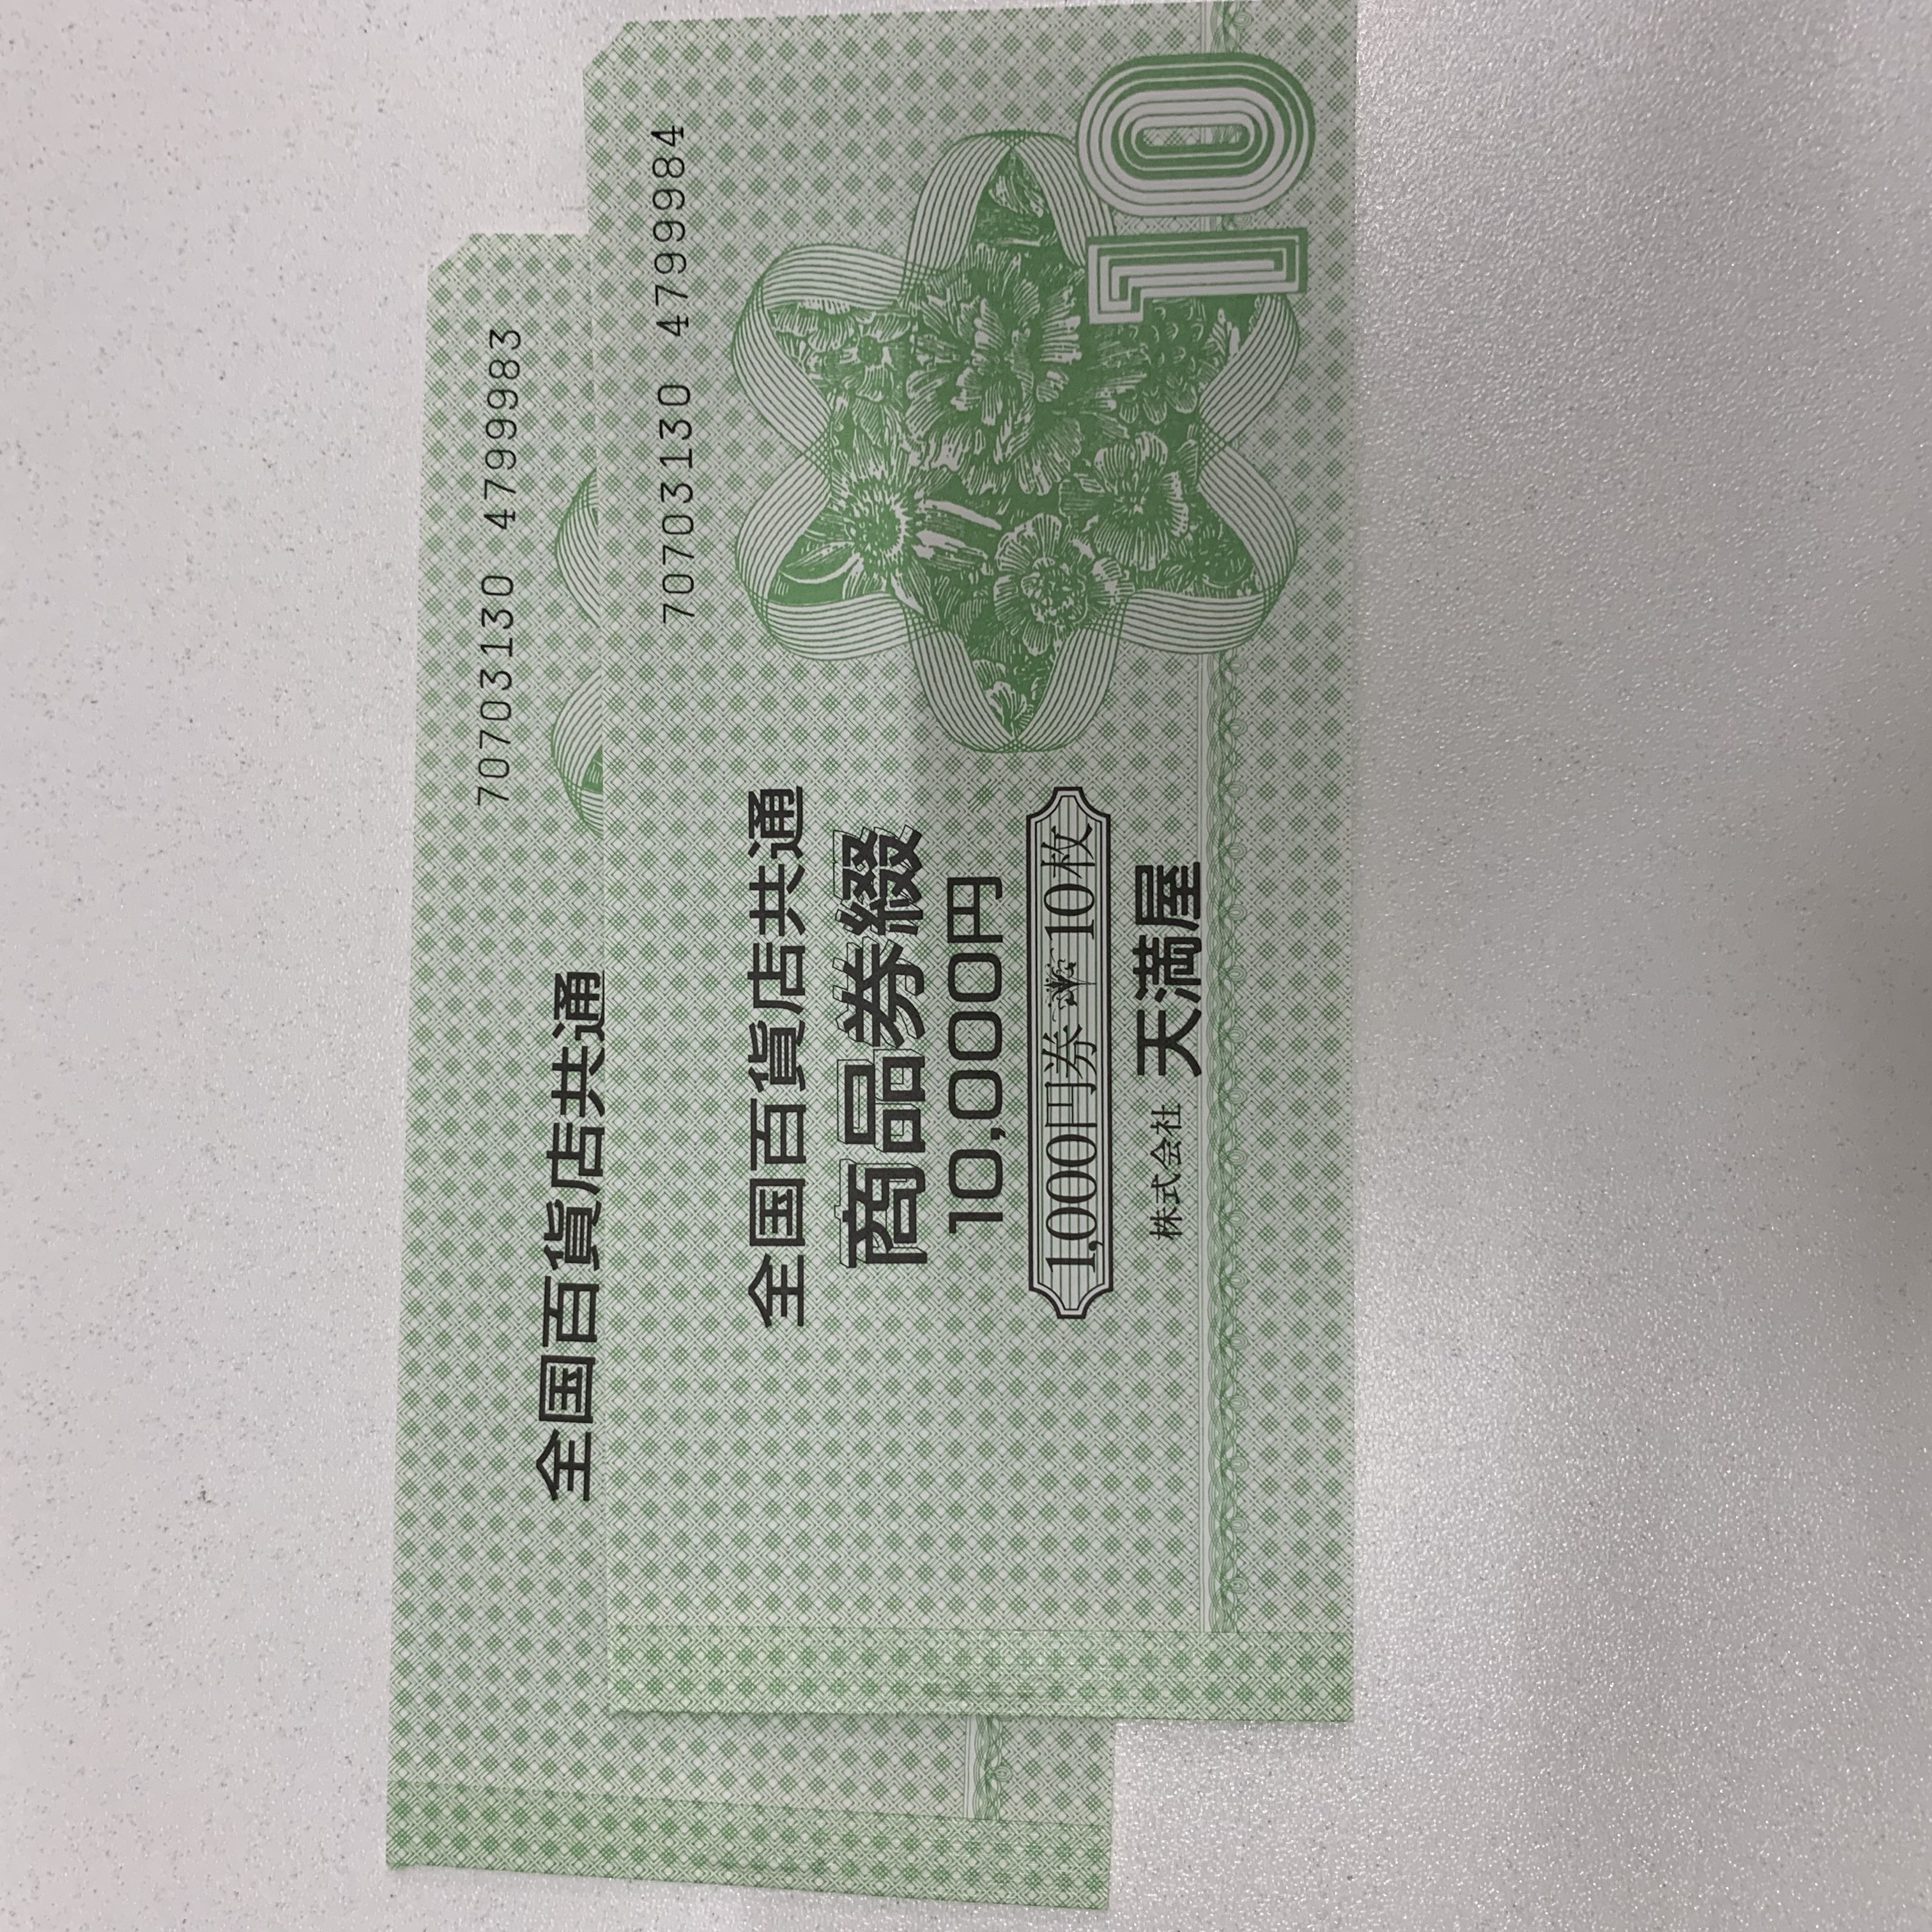 70703130 4799983
全国百貨店共通
70703130 4799984
全国百貨店共通
商品券綴
10,000円
1,000円券 10枚
株式会社 天満屋
10